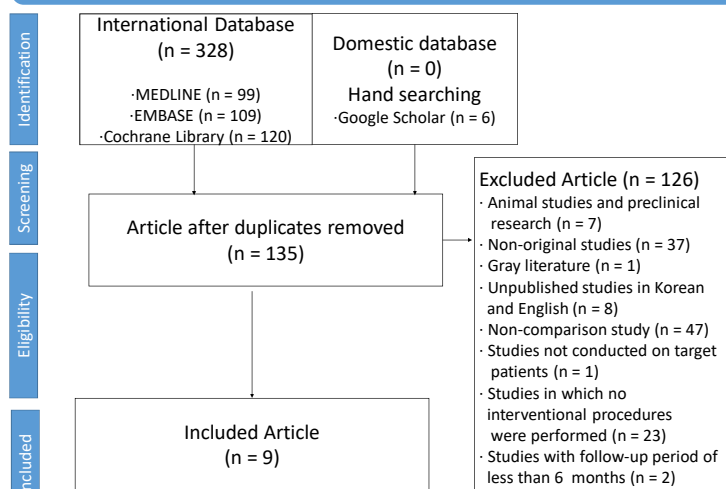 Identification
International Database
(n = 328)
·MEDLINE (n = 99)
·EMBASE (n = 109)
·Cochrane Library (n = 120)
Domestic database
(n = 0)
Hand searching
·Google Scholar (n = 6)
Screening
Article after duplicates removed
(n = 135)
Excluded Article (n = 126)
· Animal studies and preclinical
research (n = 7)
· Non-original studies (n = 37)
· Gray literature (n = 1)
· Unpublished studies in Korean
and English (n = 8)
· Non-comparison study (n = 47)
· Studies not conducted on target
patients (n = 1)
· Studies in which no
interventional procedures
were performed (n = 23)
· Studies with follow-up period of
less than 6 months (n = 2)
Eligibility
Included Article
(n = 9)
Included